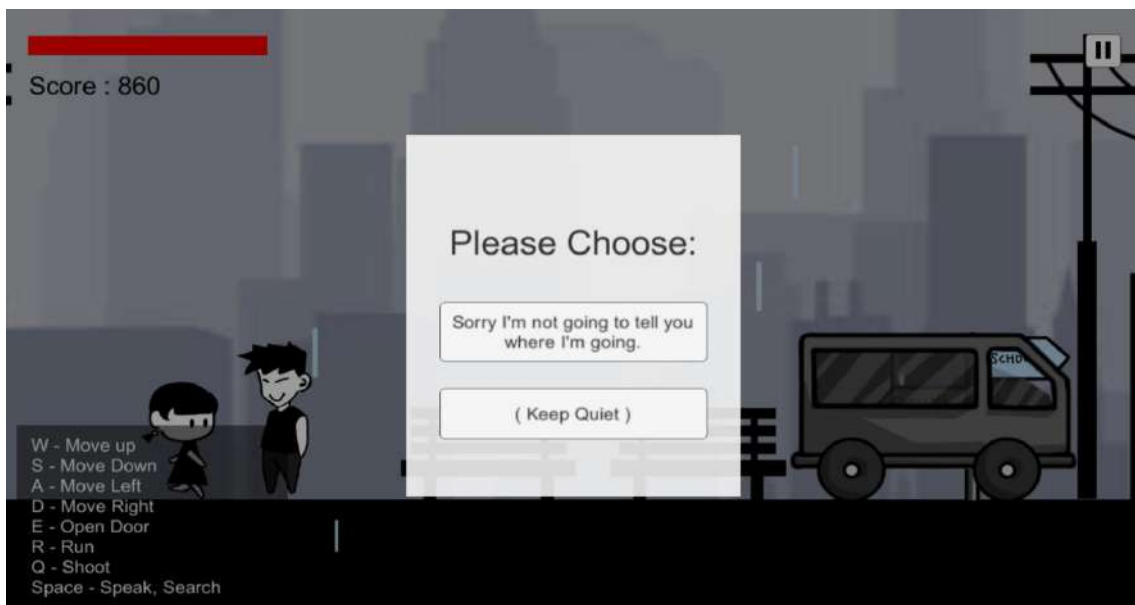 Score : 860
Please Choose:
Sorry I'm not going to tell you
where I'm going.
( Keep Quiet )
W - Move up
S - Move Down
A - Move Left
D - Move Right
E - Open Door
R - Run
Q - Shoot
Space - Speak, Search